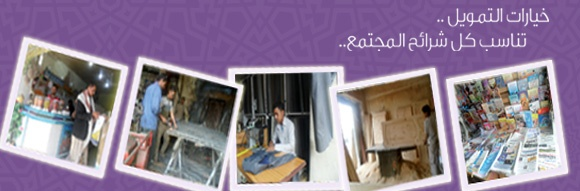 خيارات التمويل ..
تناسب كل شرائح المجتمع..